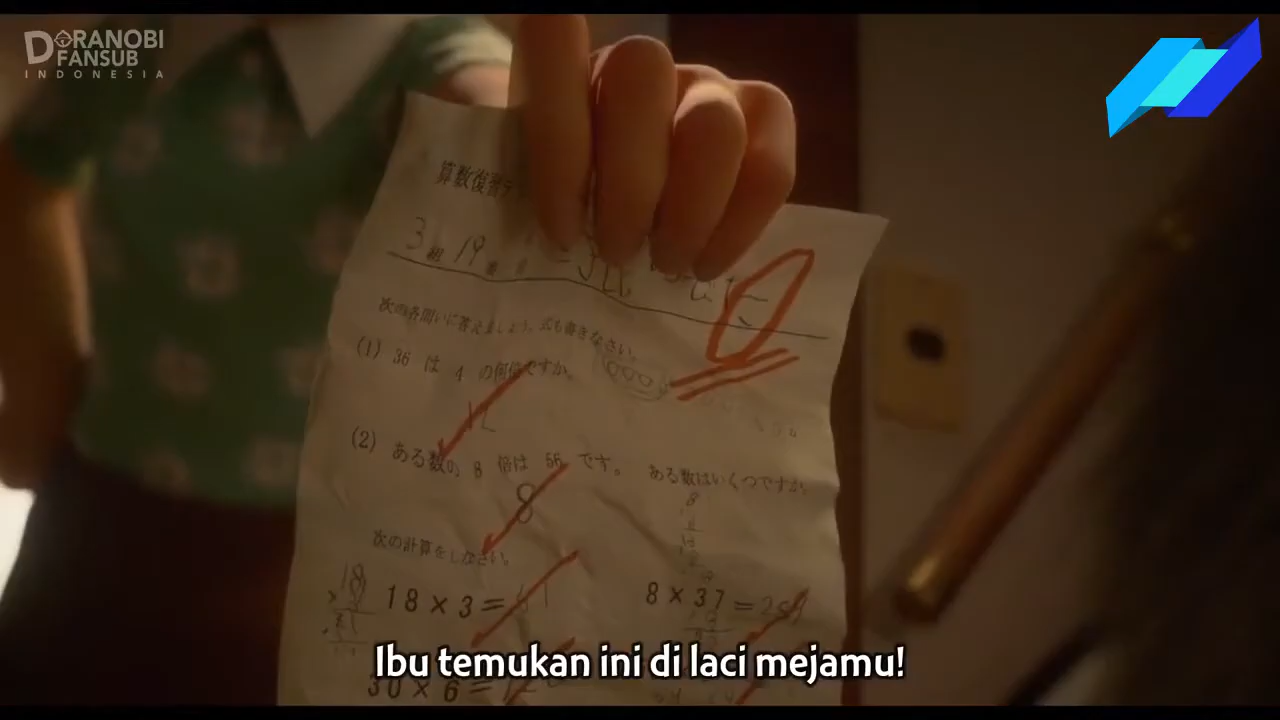 DORANOBI
FANSUB
INDONESIA
算数復習テ
3組 19番
次の各問いに答えましょう。式も書きなさい。
(1) 36 は 4 の何倍ですか。
12
(2) ある数の 8 倍は 56 です。 ある数はいくつですか。
8
次の計算をしなさい。
18×3=
8×37=
30×6=
Ibu temukan ini di laci mejamu!